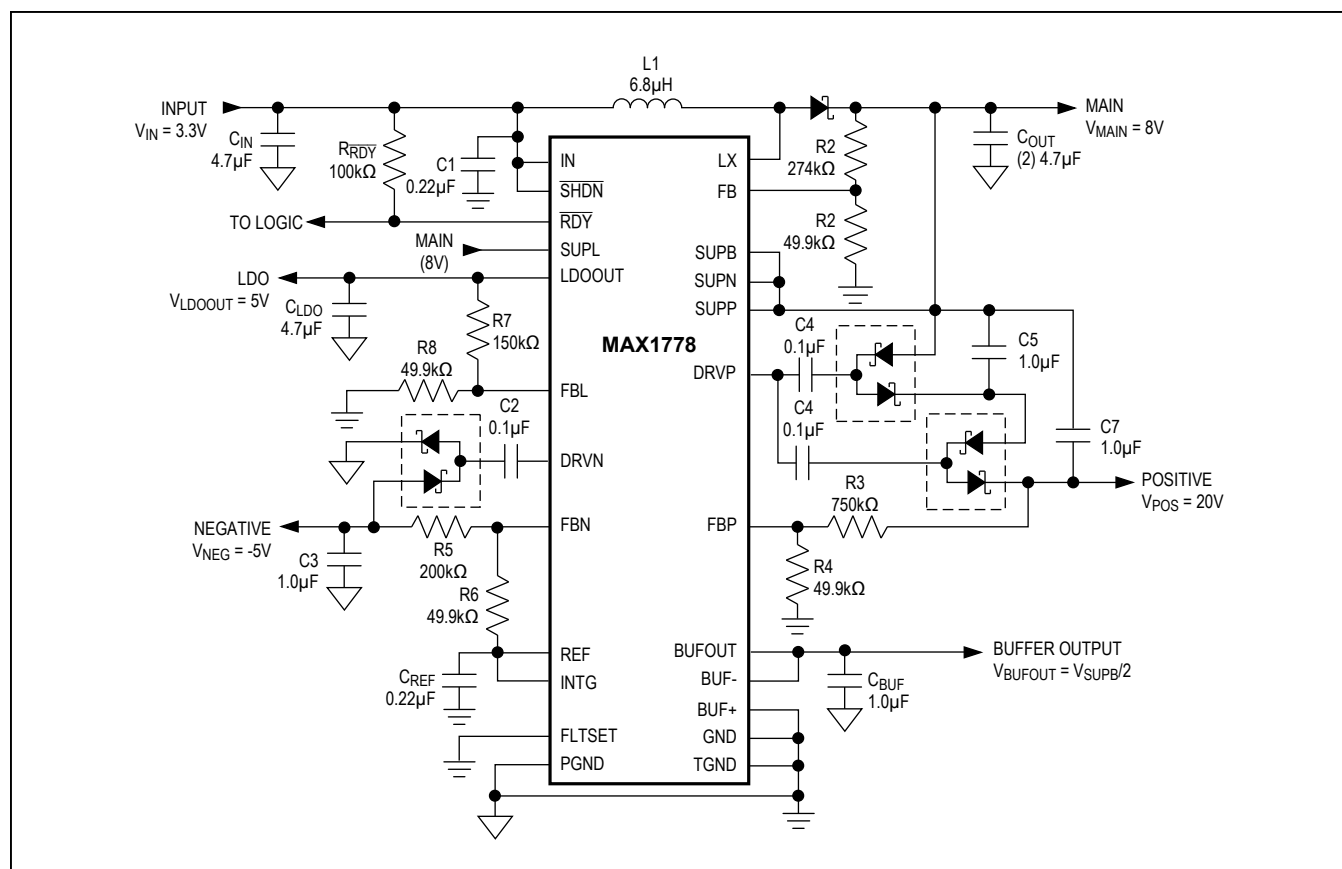 L1
6.8µH
INPUT
V_IN = 3.3V
C_IN
4.7µF
R_R̅D̅Y̅
100kΩ
C1
0.22µF
TO LOGIC
MAIN
(8V)
LDO
V_LDOOUT = 5V
C_LDO
4.7µF
R7
150kΩ
R8
49.9kΩ
C2
0.1µF
NEGATIVE
V_NEG = -5V
C3
1.0µF
R5
200kΩ
R6
49.9kΩ
C_REF
0.22µF
IN
S̅H̅D̅N̅
R̅D̅Y̅
SUPL
LDOOUT
FBL
DRVN
FBN
REF
INTG
FLTSET
PGND
MAX1778
LX
FB
SUPB
SUPN
SUPP
DRVP
FBP
BUFOUT
BUF-
BUF+
GND
TGND
R2
274kΩ
R2
49.9kΩ
MAIN
V_MAIN = 8V
C_OUT
(2) 4.7µF
C4
0.1µF
C5
1.0µF
C4
0.1µF
C7
1.0µF
R3
750kΩ
POSITIVE
V_POS = 20V
R4
49.9kΩ
BUFFER OUTPUT
V_BUFOUT = V_SUPB/2
C_BUF
1.0µF